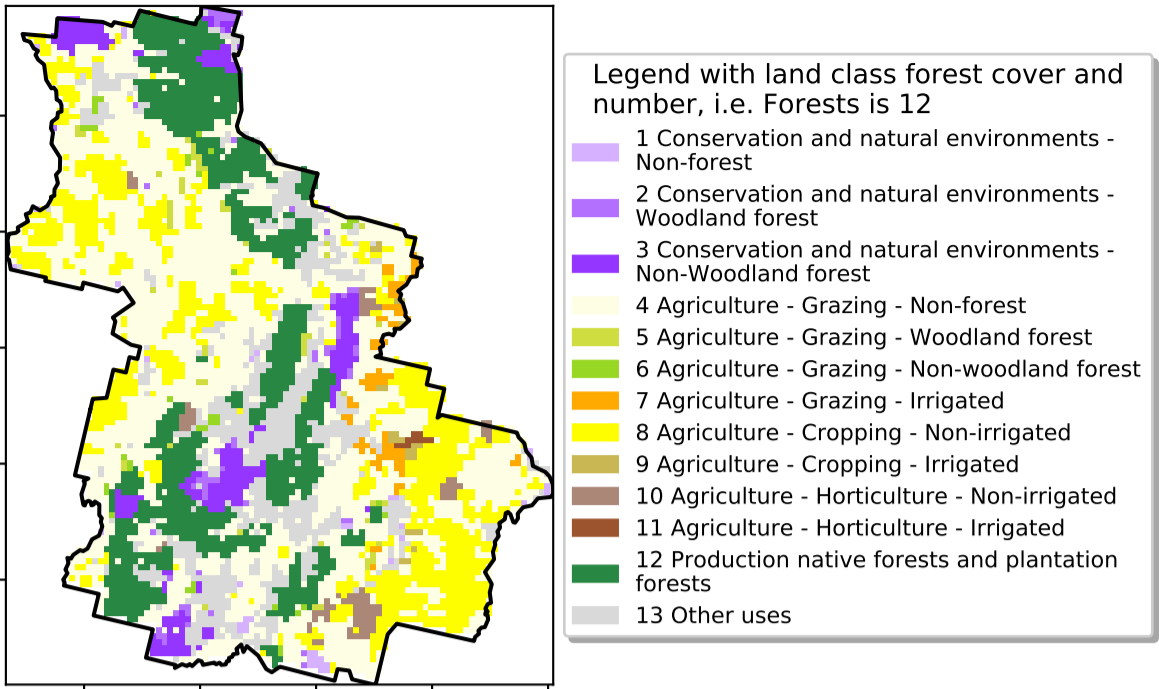 Legend with land class forest cover and
number, i.e. Forests is 12
1 Conservation and natural environments -
Non-forest
2 Conservation and natural environments -
Woodland forest
3 Conservation and natural environments -
Non-Woodland forest
4 Agriculture - Grazing - Non-forest
5 Agriculture - Grazing - Woodland forest
6 Agriculture - Grazing - Non-woodland forest
7 Agriculture - Grazing - Irrigated
8 Agriculture - Cropping - Non-irrigated
9 Agriculture - Cropping - Irrigated
10 Agriculture - Horticulture - Non-irrigated
11 Agriculture - Horticulture - Irrigated
12 Production native forests and plantation
forests
13 Other uses